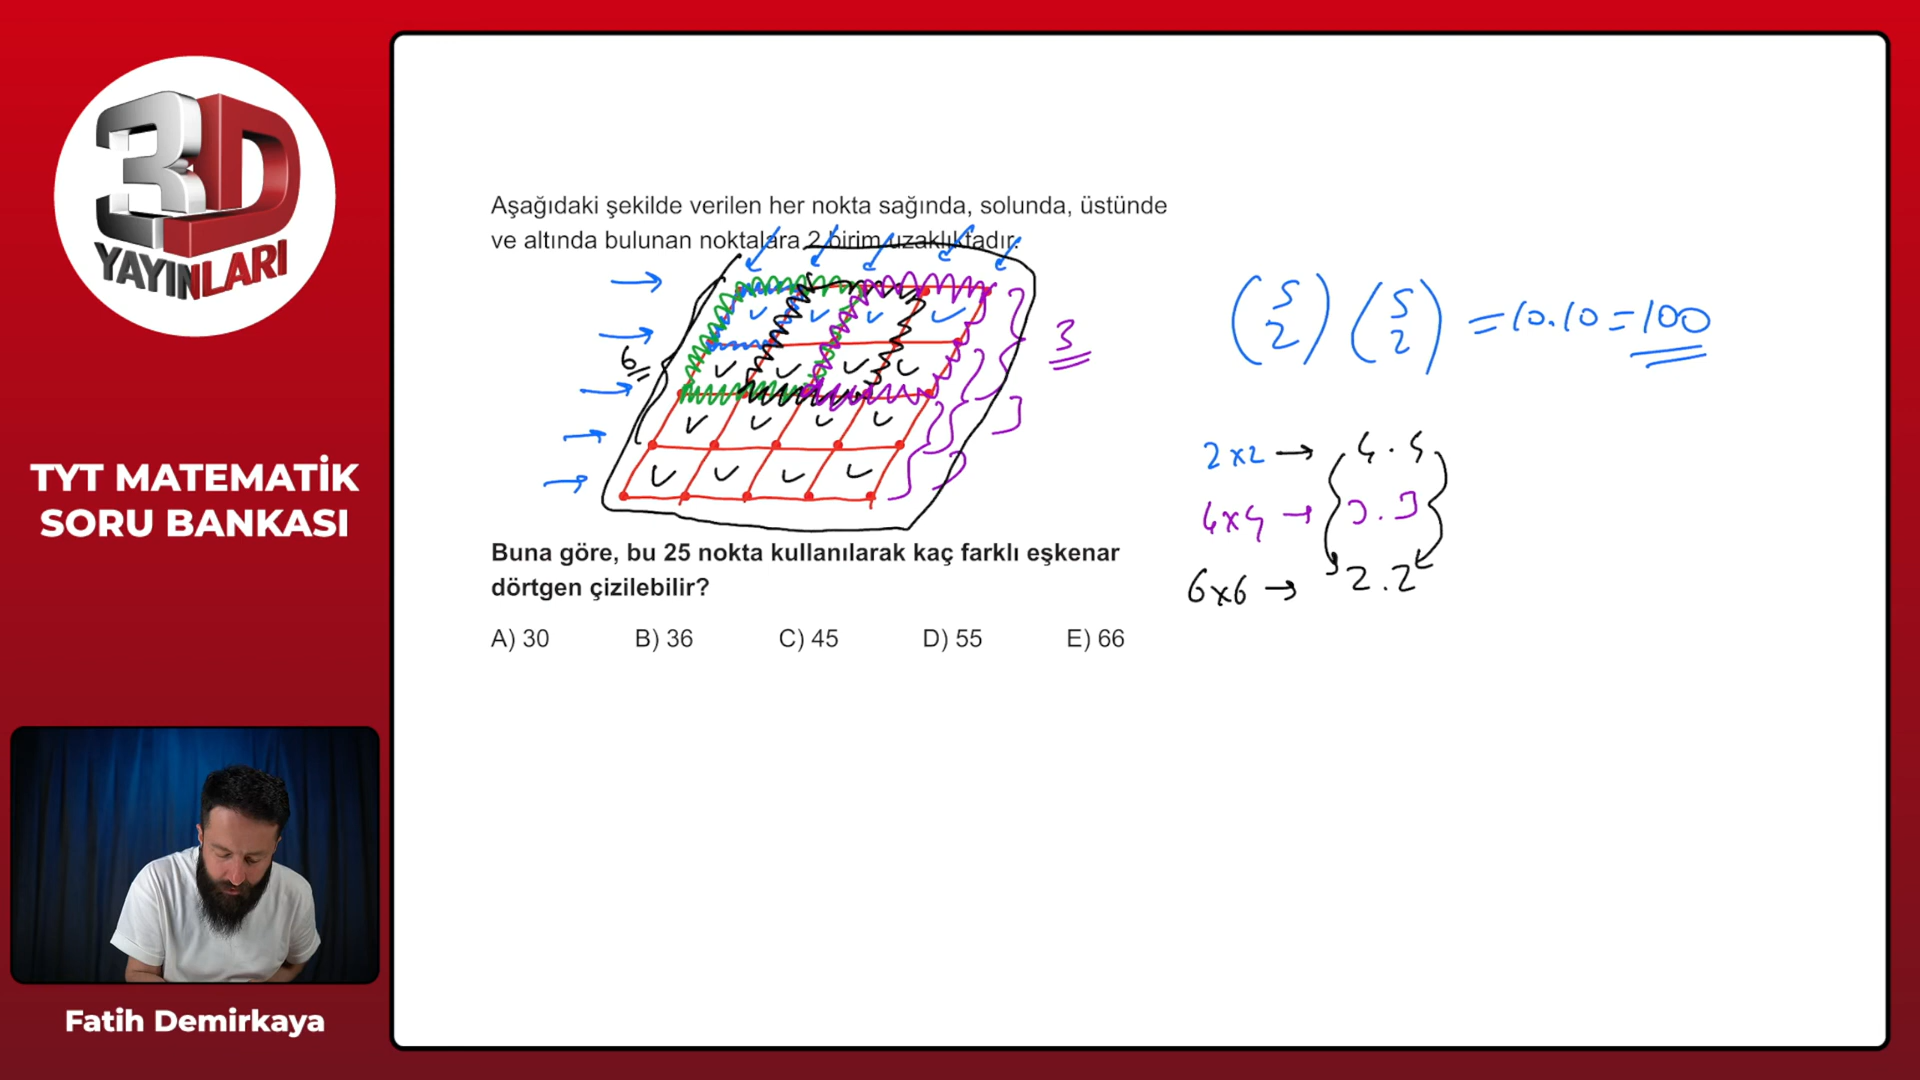 3D
YAYINLARI
TYT MATEMATİK
SORU BANKASI
Fatih Demirkaya
Aşağıdaki şekilde verilen her nokta sağında, solunda, üstünde
ve altında bulunan noktalara 2 birim uzaklıktadır.
6
3
3
Buna göre, bu 25 nokta kullanılarak kaç farklı eşkenar
dörtgen çizilebilir?
A) 30 B) 36 C) 45 D) 55 E) 66
(5 2) (5 2) = 10.10 = 100
2x2 → 4.4
4x4 → 3.3
6x6 → 2.2